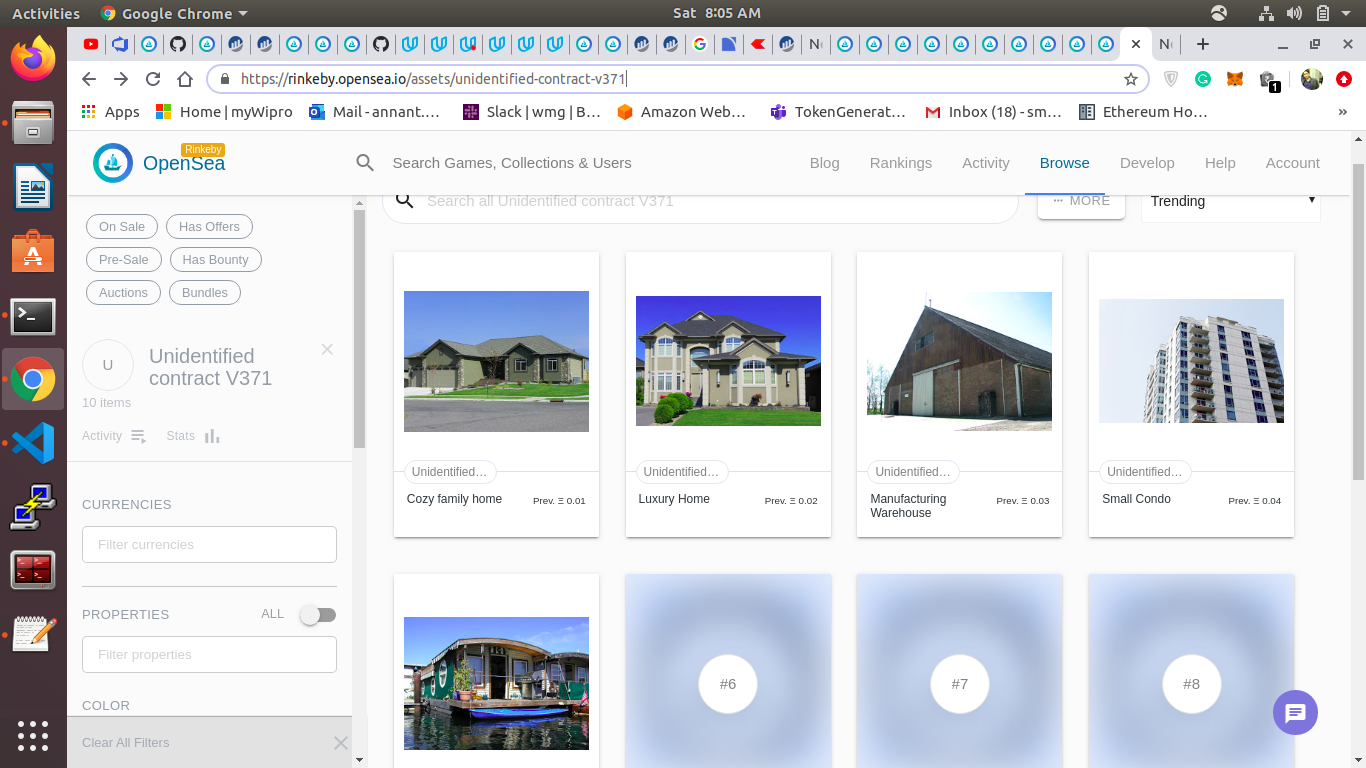 Activities
Google Chrome
Sat 8:05 AM
https://rinkeby.opensea.io/assets/unidentified-contract-v371
1
Apps
Home | myWipro
Mail - annant....
Slack | wmg | B...
Amazon Web...
TokenGenerat...
Inbox (18) - sm...
Ethereum Ho...
»
OpenSea
Rinkeby
Search Games, Collections & Users
Blog
Rankings
Activity
Browse
Develop
Help
Account
Search all Unidentified contract V371
MORE
Trending
On Sale
Has Offers
Pre-Sale
Has Bounty
Auctions
Bundles
U
Unidentified
contract V371
10 items
Activity
Stats
CURRENCIES
Filter currencies
PROPERTIES
ALL
Filter properties
COLOR
Clear All Filters
Unidentified...
Cozy family home
Prev. Ξ 0.01
Unidentified...
Luxury Home
Prev. Ξ 0.02
Unidentified...
Manufacturing
Warehouse
Prev. Ξ 0.03
Unidentified...
Small Condo
Prev. Ξ 0.04
#6
#7
#8